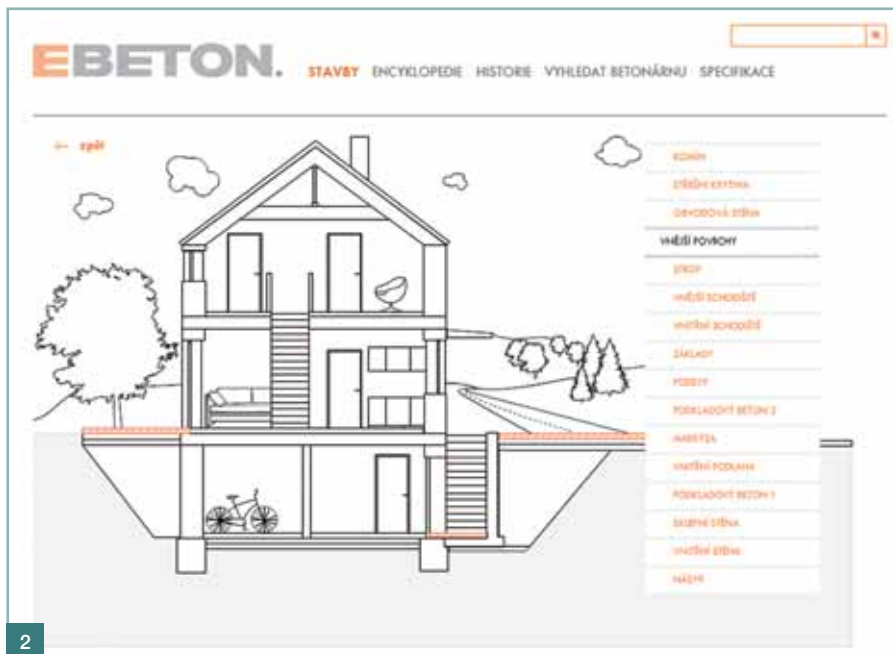 EBETON.
STAVBY ENCYKLOPEDIE HISTORIE VYHLEDAT BETONÁRNU SPECIFIKACE
← zpět
KOMÍN
STŘEŠNÍ KRYTINA
OBVODOVÁ STĚNA
VNĚJŠÍ POVRCHY
STROP
VNĚJŠÍ SCHODIŠTĚ
VNITŘNÍ SCHODIŠTĚ
ZÁKLADY
PODSYP
PODKLADOVÝ BETON 2
VNITŘNÍ PODLAHA
PODKLADOVÝ BETON 1
SKLEPNÍ STĚNA
VNITŘNÍ STĚNA
NÁSYP
2